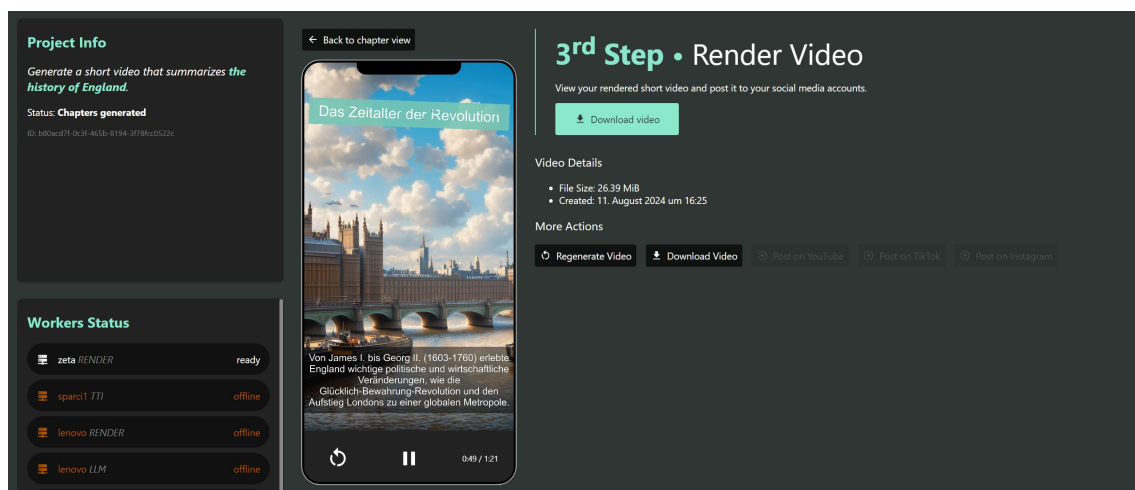 Project Info
Generate a short video that summarizes the
history of England.
Status: Chapters generated
ID: b80acd7f-0c3f-465b-8194-3f78fcc0522c
Workers Status
zeta RENDER ready
sparci1 TTI offline
lenovo RENDER offline
lenovo LLM offline
← Back to chapter view
Das Zeitalter der Revolution
Von James I. bis Georg II. (1603-1760) erlebte
England wichtige politische und wirtschaftliche
Veränderungen, wie die
Glücklich-Bewahrung-Revolution und den
Aufstieg Londons zu einer globalen Metropole.
0:49 / 1:21
3rd Step • Render Video
View your rendered short video and post it to your social media accounts.
Download video
Video Details
• File Size: 26.39 MiB
• Created: 11. August 2024 um 16:25
More Actions
Regenerate Video Download Video Post on YouTube Post on TikTok Post on Instagram